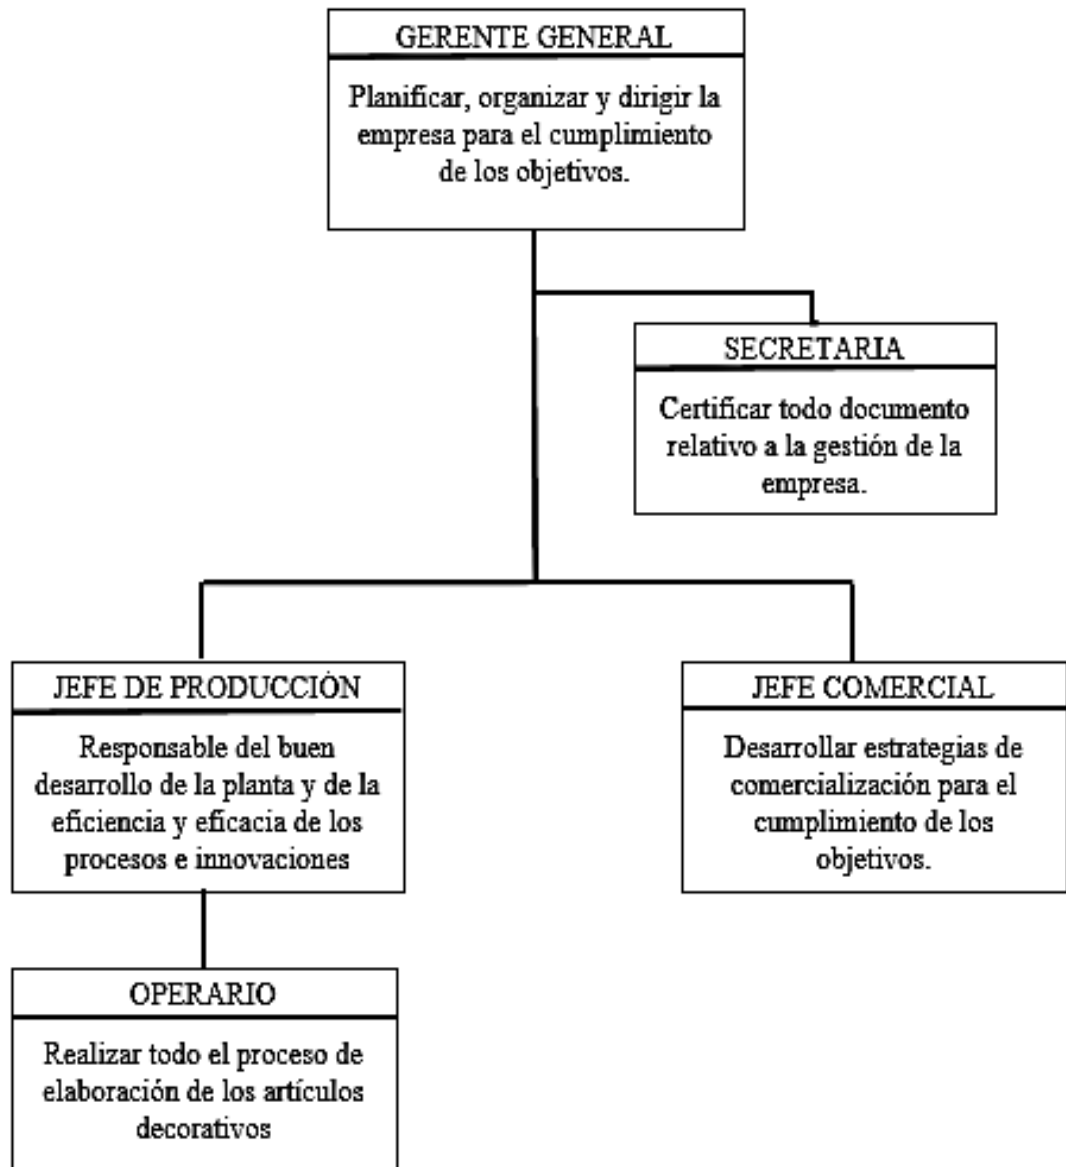 GERENTE GENERAL
Planificar, organizar y dirigir la
empresa para el cumplimiento
de los objetivos.
SECRETARIA
Certificar todo documento
relativo a la gestión de la
empresa.
JEFE DE PRODUCCIÓN
Responsable del buen
desarrollo de la planta y de la
eficiencia y eficacia de los
procesos e innovaciones
JEFE COMERCIAL
Desarrollar estrategias de
comercialización para el
cumplimiento de los
objetivos.
OPERARIO
Realizar todo el proceso de
elaboración de los artículos
decorativos